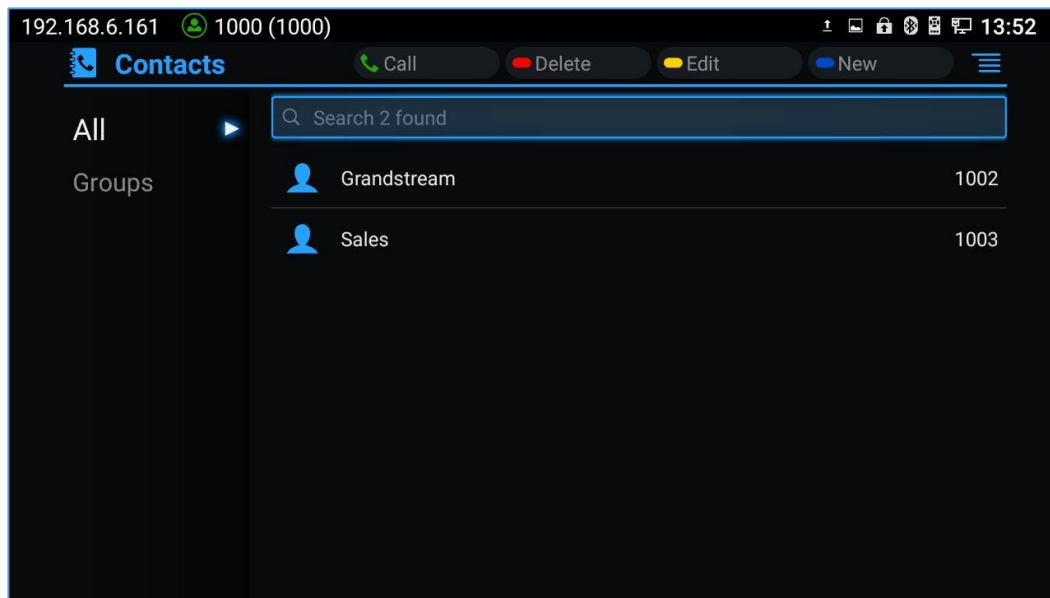 192.168.6.161 1000 (1000) 13:52
Contacts Call Delete Edit New
All
Search 2 found
Groups
Grandstream 1002
Sales 1003